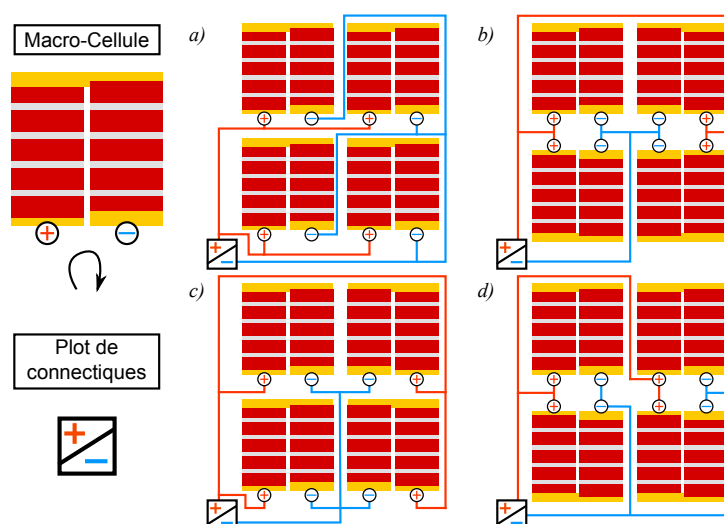 Macro-Cellule
Plot de
connectiques
a)
b)
c)
d)